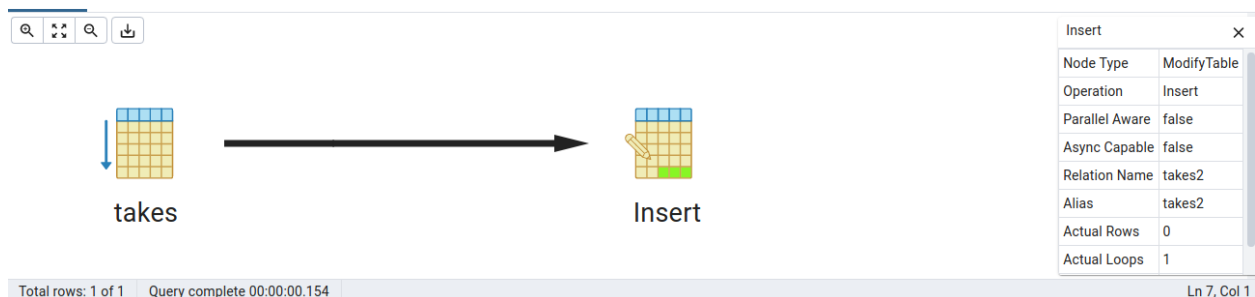 takes
Insert
Insert
Node Type ModifyTable
Operation Insert
Parallel Aware false
Async Capable false
Relation Name takes2
Alias takes2
Actual Rows 0
Actual Loops 1
Total rows: 1 of 1 Query complete 00:00:00.154 Ln 7, Col 1